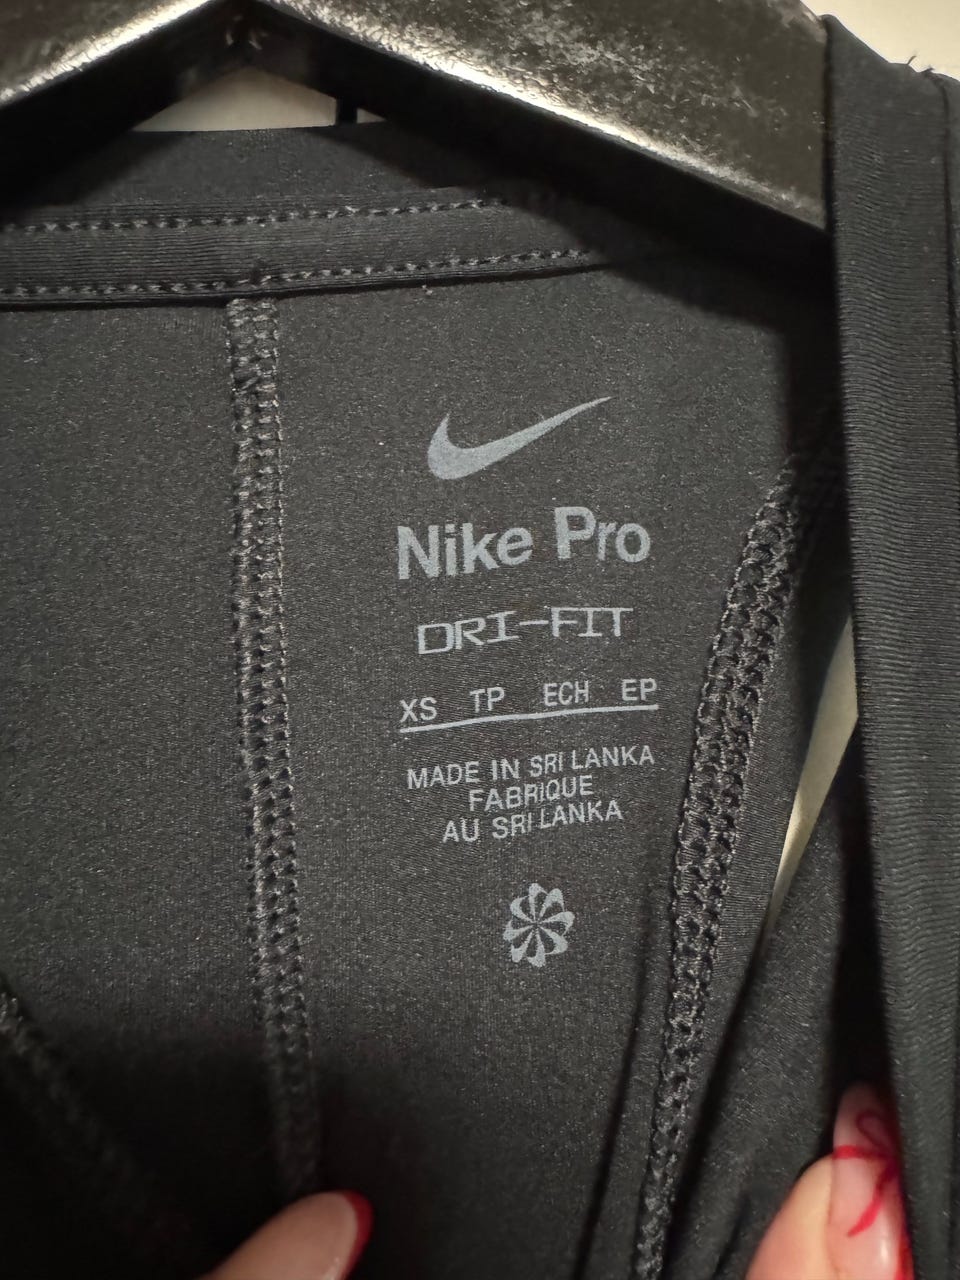 Nike Pro
DRI-FIT
XS TP ECH EP
MADE IN SRI LANKA
FABRIQUE
AU SRI LANKA